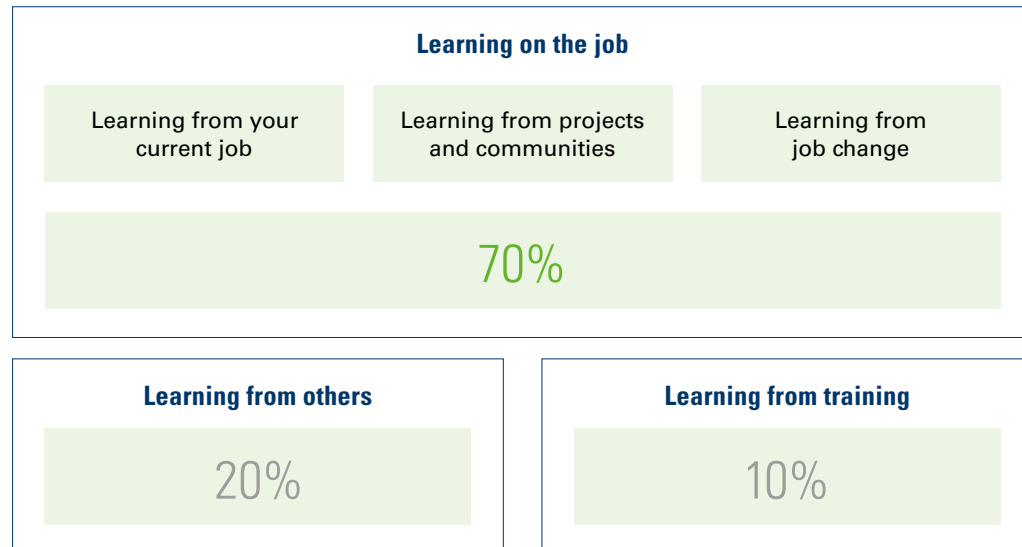 Learning on the job
Learning from your
current job
Learning from projects
and communities
Learning from
job change
70%
Learning from others
20%
Learning from training
10%